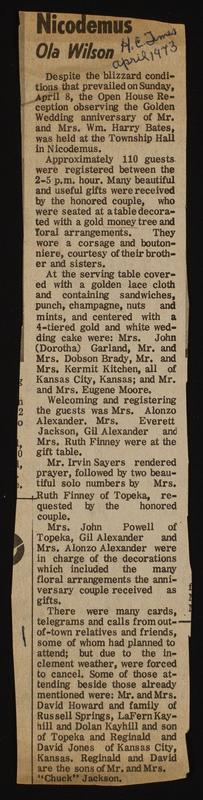 Nicodemus
Ola Wilson
H.C. Times
April, 1973
Despite the blizzard condi-
tions that prevailed on Sunday,
April 8, the Open House Re-
ception observing the Golden
Wedding anniversary of Mr.
and Mrs. Wm. Harry Bates,
was held at the Township Hall
in Nicodemus.
Approximately 110 guests
were registered between the
2-5 p.m. hour. Many beautiful
and useful gifts were received
by the honored couple, who
were seated at a table decora-
ted with a gold money tree and
floral arrangements. They
wore a corsage and bouton-
niere, courtesy of their broth-
er and sisters.
At the serving table cover-
ed with a golden lace cloth
and containing sandwiches,
punch, champagne, nuts and
mints, and centered with a
4-tiered gold and white wed-
ding cake were: Mrs. John
(Dorotha) Garland, Mr. and
Mrs. Dobson Brady, Mr. and
Mrs. Kermit Kitchen, all of
Kansas City, Kansas; and Mr.
and Mrs. Eugene Moore.
Welcoming and registering
the guests was Mrs. Alonzo
Alexander. Mrs. Everett
Jackson, Gil Alexander and
Mrs. Ruth Finney were at the
gift table.
Mr. Irvin Sayers rendered
prayer, followed by two beau-
tiful solo numbers by Mrs.
Ruth Finney of Topeka, re-
quested by the honored
couple.
Mrs. John Powell of
Topeka, Gil Alexander and
Mrs. Alonzo Alexander were
in charge of the decorations
which included the many
floral arrangements the anni-
versary couple received as
gifts.
There were many cards,
telegrams and calls from out-
of-town relatives and friends,
some of whom had planned to
attend; but due to the in-
clement weather, were forced
to cancel. Some of those at-
tending beside those already
mentioned were: Mr. and Mrs.
David Howard and family of
Russell Springs, LaFern Kay-
hill and Dolan Kayhill and son
of Topeka and Reginald and
David Jones of Kansas City,
Kansas. Reginald and David
are the sons of Mr. and Mrs.
"Chuck" Jackson.